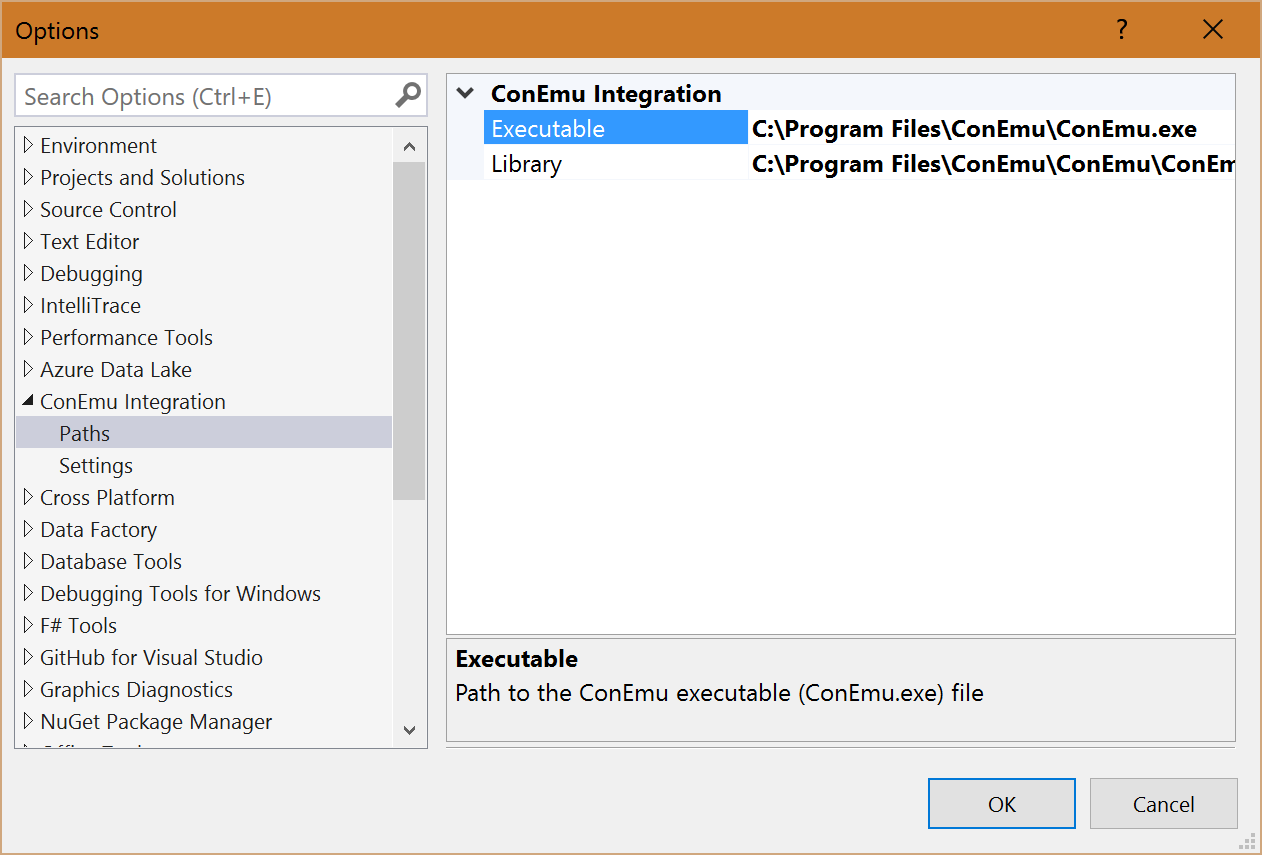 Options
?
Search Options (Ctrl+E)
Environment
Projects and Solutions
Source Control
Text Editor
Debugging
IntelliTrace
Performance Tools
Azure Data Lake
ConEmu Integration
Paths
Settings
Cross Platform
Data Factory
Database Tools
Debugging Tools for Windows
F# Tools
GitHub for Visual Studio
Graphics Diagnostics
NuGet Package Manager
ConEmu Integration
Executable C:\Program Files\ConEmu\ConEmu.exe
Library C:\Program Files\ConEmu\ConEmu\ConEm
Executable
Path to the ConEmu executable (ConEmu.exe) file
OK Cancel